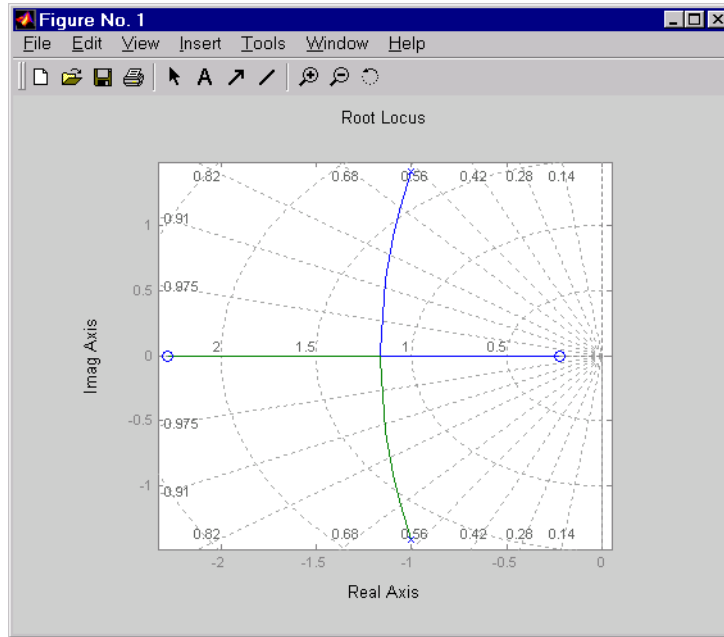 Figure No. 1
File Edit View Insert Tools Window Help
A
Root Locus
0.82 0.68 0.56 0.42 0.28 0.14
0.91
1
0.975
0.5
2 1.5 1 0.5
0
-0.5
0.975
-1
0.91
0.82 0.68 0.56 0.42 0.28 0.14
-2 -1.5 -1 -0.5 0
Imag Axis
Real Axis